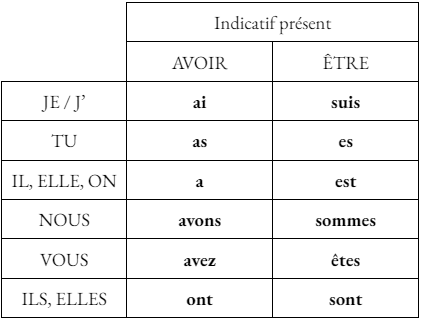 Indicatif présent
AVOIR ÊTRE
JE / J’ ai suis
TU as es
IL, ELLE, ON a est
NOUS avons sommes
VOUS avez êtes
ILS, ELLES ont sont